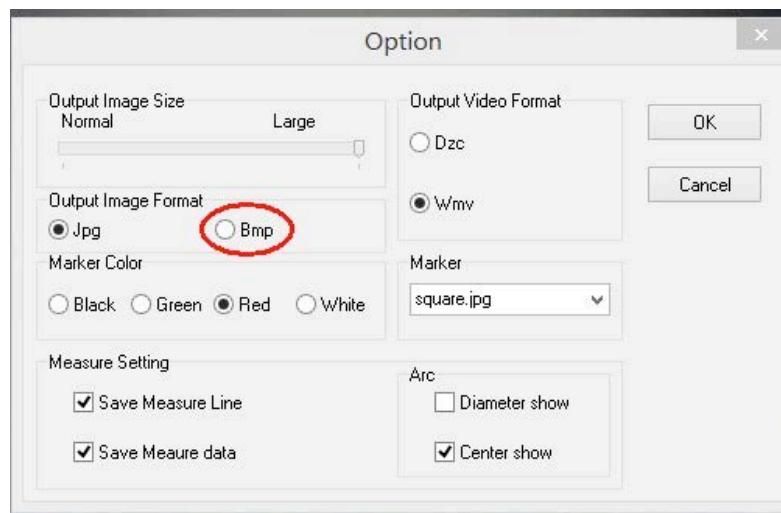 Option
Output Image Size
Normal Large
Output Image Format
Jpg Bmp
Marker Color
Black Green Red White
Measure Setting
Save Measure Line
Save Meaure data
Output Video Format
Dzc
Wmv
Marker
square.jpg
Arc
Diameter show
Center show
OK
Cancel